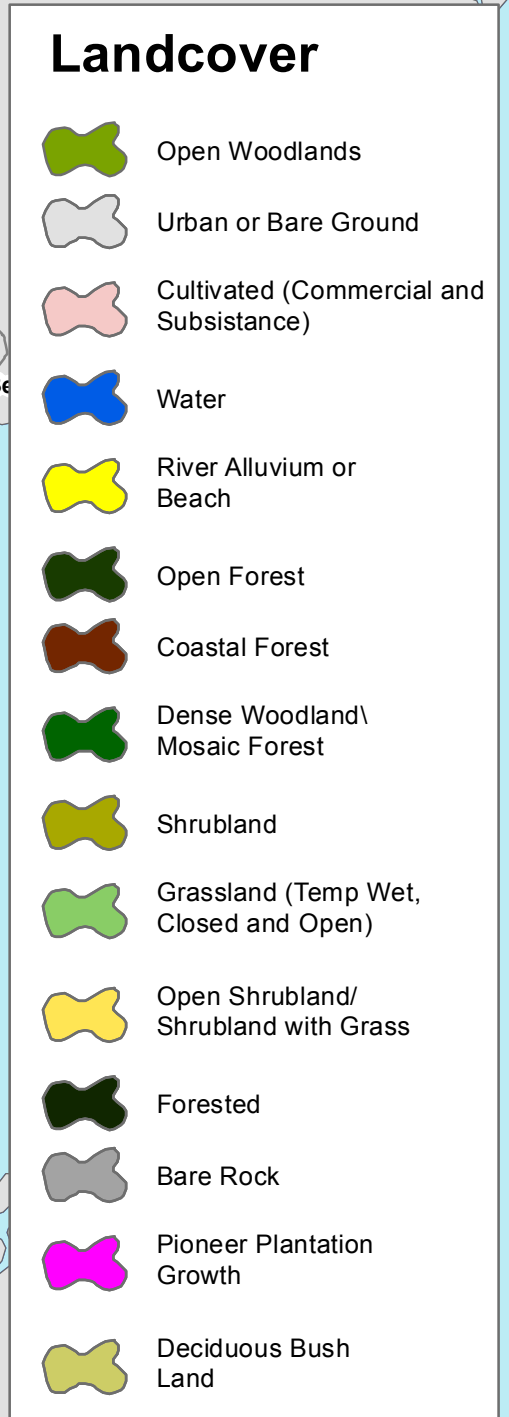 Landcover
Open Woodlands
Urban or Bare Ground
Cultivated (Commercial and
Subsistance)
Water
River Alluvium or
Beach
Open Forest
Coastal Forest
Dense Woodland\
Mosaic Forest
Shrubland
Grassland (Temp Wet,
Closed and Open)
Open Shrubland/
Shrubland with Grass
Forested
Bare Rock
Pioneer Plantation
Growth
Deciduous Bush
Land